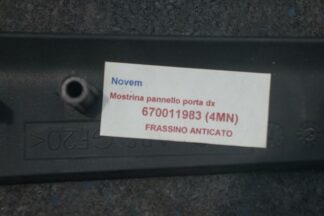 Novem
Mostrina pannello porta dx
670011983 (4MN)
FRASSINO ANTICATO